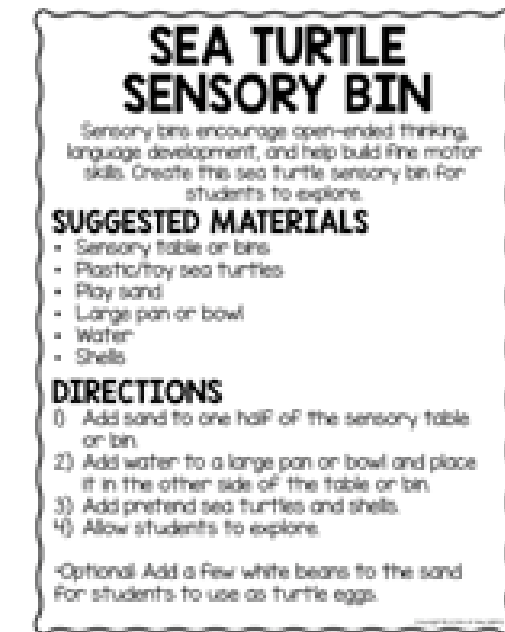 SEA TURTLE
SENSORY BIN
Sensory bins encourage open-ended thinking,
language development, and help build fine motor
skills. Create this sea turtle sensory bin for
students to explore.
SUGGESTED MATERIALS
• Sensory table or bins
• Plastic/toy sea turtles
• Play sand
• Large pan or bowl
• Water
• Shells
DIRECTIONS
1) Add sand to one half of the sensory table
or bin.
2) Add water to a large pan or bowl and place
it in the other side of the table or bin.
3) Add pretend sea turtles and shells.
4) Allow students to explore.
*Optional: Add a few white beans to the sand
for students to use as turtle eggs.